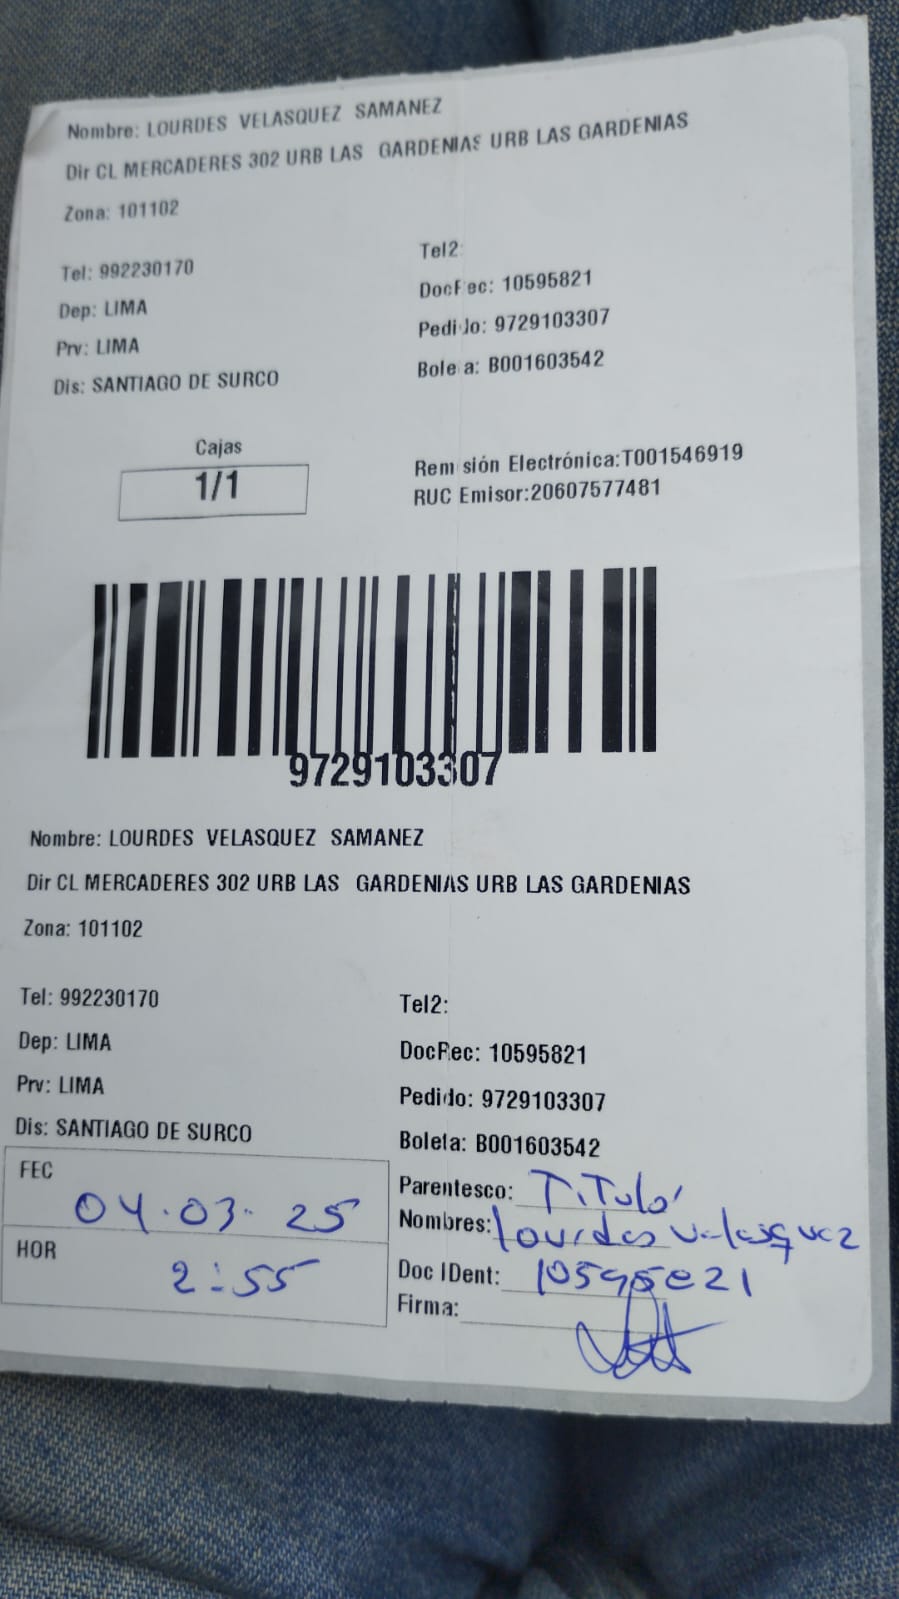 Nombre: LOURDES VELASQUEZ SAMANEZ
Dir CL MERCADERES 302 URB LAS GARDENIAS URB LAS GARDENIAS
Zona: 101102
Tel: 992230170
Tel2:
Dep: LIMA
DocRec: 10595821
Prv: LIMA
Pedido: 9729103307
Dis: SANTIAGO DE SURCO
Boleta: B001603542
Cajas
1/1
Remisión Electrónica:T001546919
RUC Emisor:20607577481
9729103307
Nombre: LOURDES VELASQUEZ SAMANEZ
Dir CL MERCADERES 302 URB LAS GARDENIAS URB LAS GARDENIAS
Zona: 101102
Tel: 992230170
Tel2:
Dep: LIMA
DocRec: 10595821
Prv: LIMA
Pedido: 9729103307
Dis: SANTIAGO DE SURCO
Boleta: B001603542
FEC
04.03.25
HOR
2:55
Parentesco: Titular
Nombres: Lourdes Velasquez
Doc IDent: 10595821
Firma: